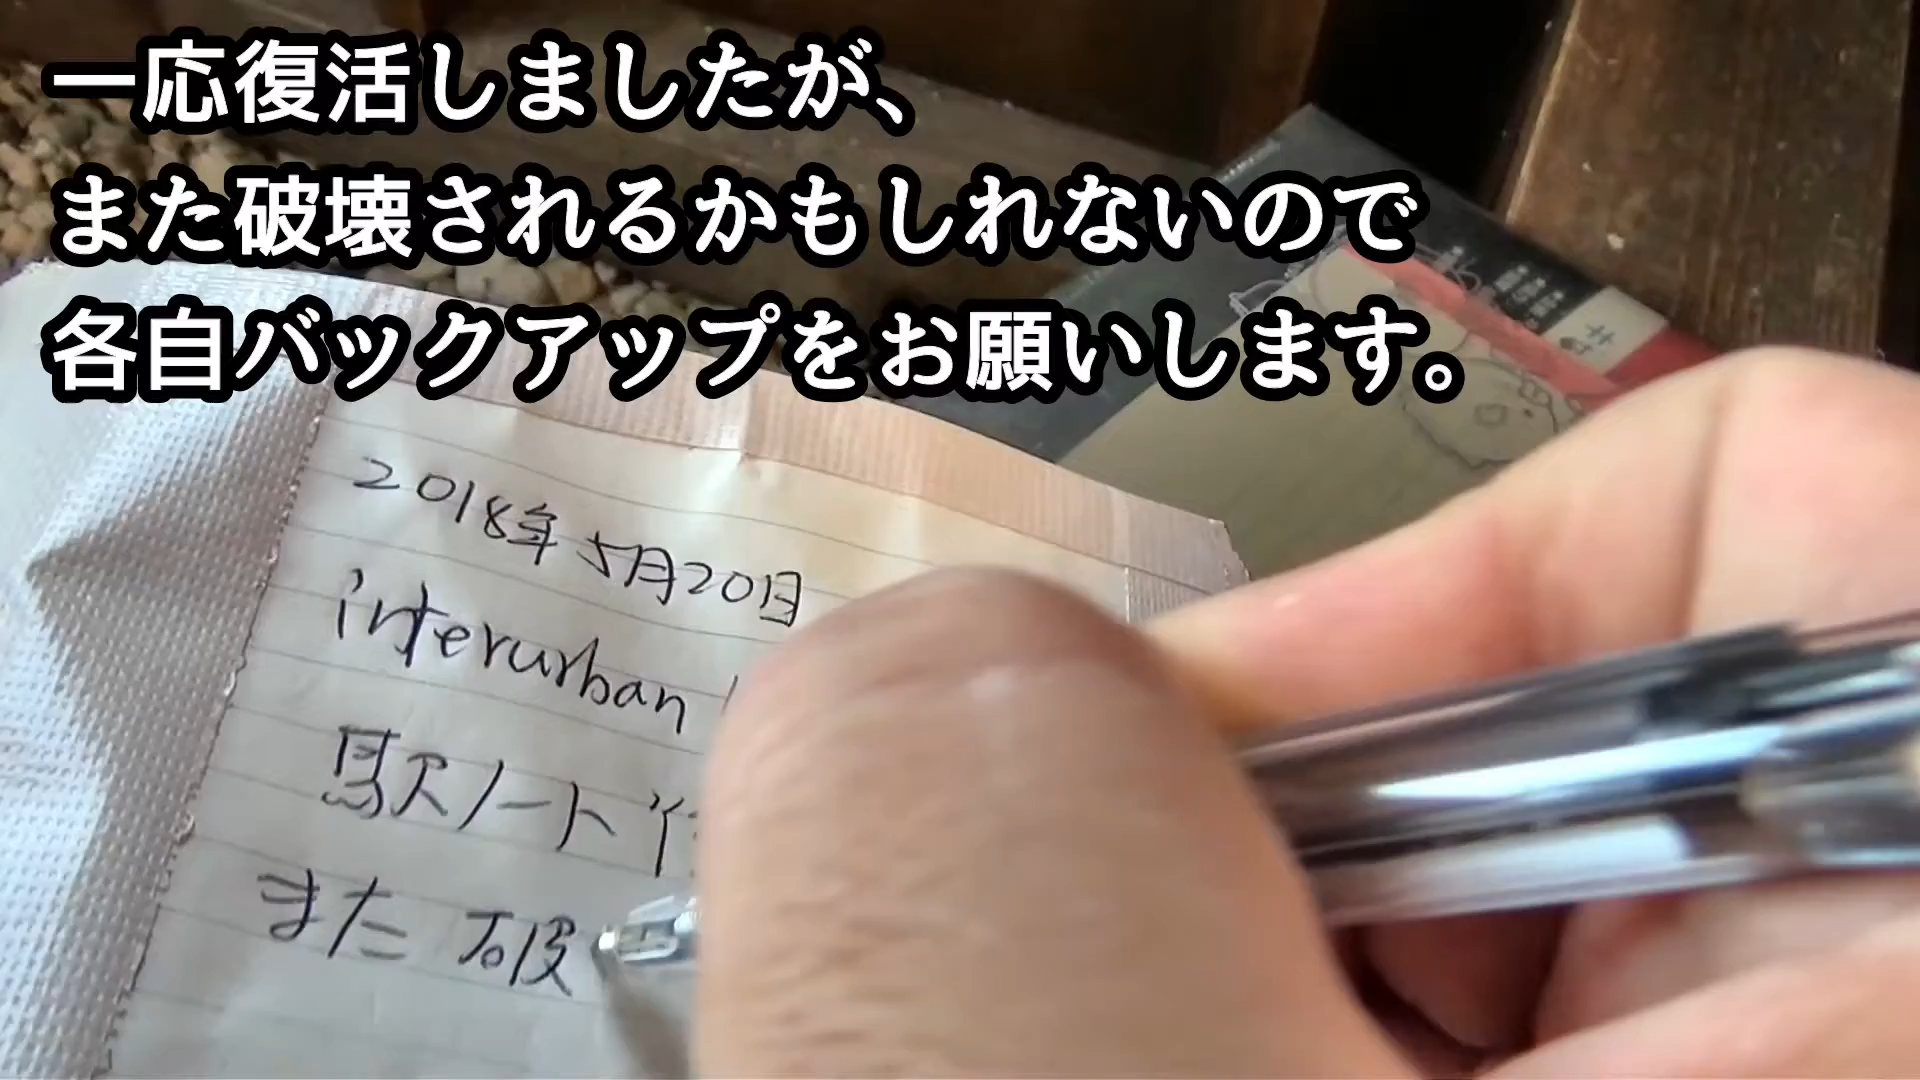 一応復活しましたが、
また破壊されるかもしれないので
各自バックアップをお願いします。
2018年5月20日
interurban
駅ノート
また破